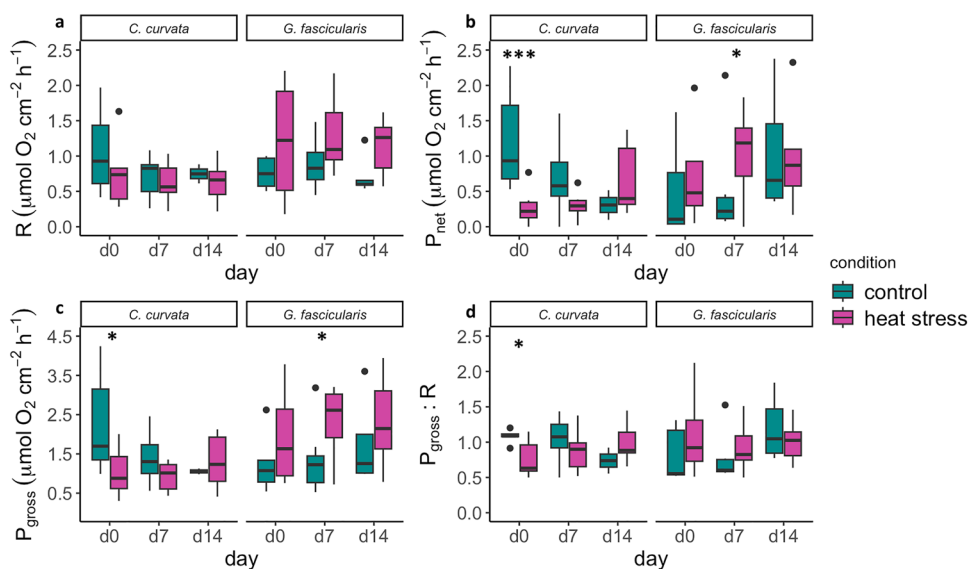 a
C. curvata G. fascicularis
R (μmol O₂ cm⁻² h⁻¹)
2.5
2.0
1.5
1.0
0.5
0.0
d0 d7 d14 d0 d7 d14
day
b
C. curvata G. fascicularis
Pnet (μmol O₂ cm⁻² h⁻¹)
2.5
2.0
1.5
1.0
0.5
0.0
*** *
d0 d7 d14 d0 d7 d14
day
condition
control
heat stress
c
C. curvata G. fascicularis
Pgross (μmol O₂ cm⁻² h⁻¹)
4.5
3.5
2.5
1.5
0.5
* *
d0 d7 d14 d0 d7 d14
day
d
C. curvata G. fascicularis
Pgross : R
2.5
2.0
1.5
1.0
0.5
0.0
*
d0 d7 d14 d0 d7 d14
day